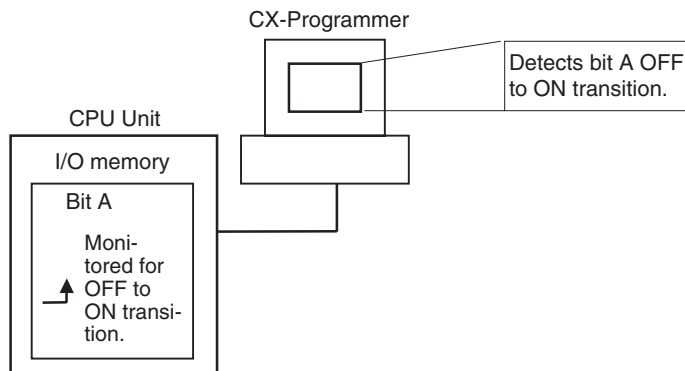 CX-Programmer
Detects bit A OFF
to ON transition.
CPU Unit
I/O memory
Bit A
Moni-
tored for
OFF to
ON transi-
tion.